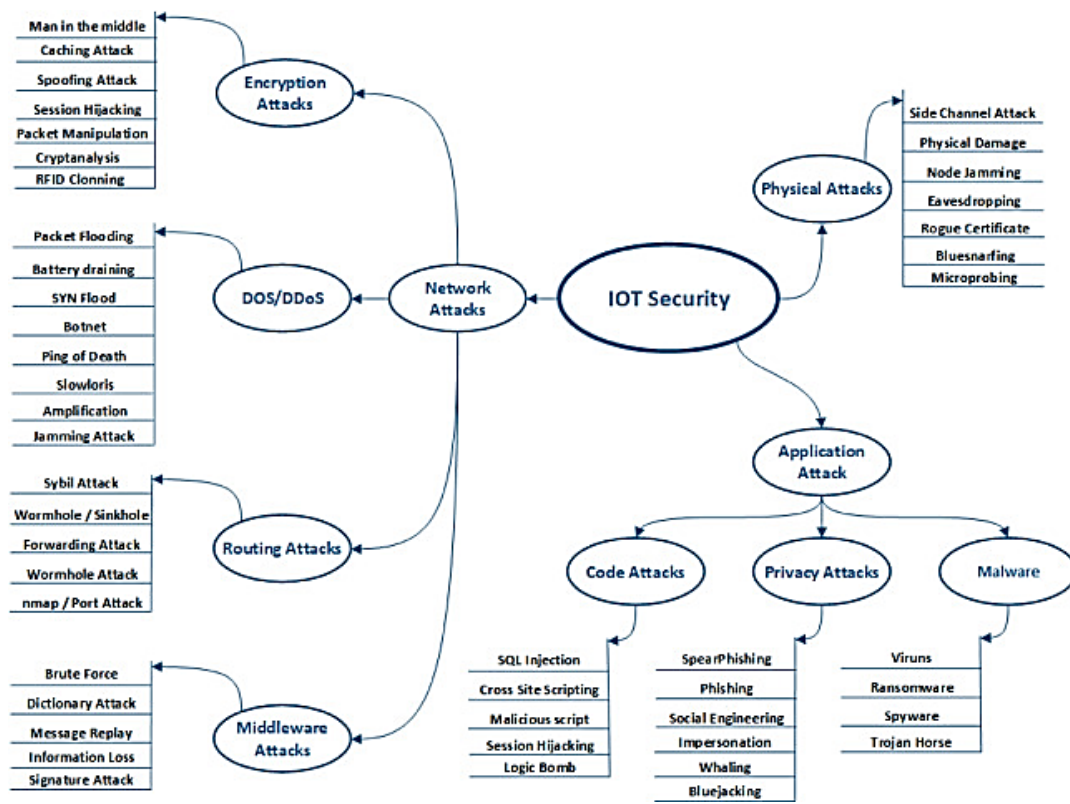 Man in the middle
Caching Attack
Spoofing Attack
Session Hijacking
Packet Manipulation
Cryptanalysis
RFID Clonning
Encryption
Attacks
Packet Flooding
Battery draining
SYN Flood
Botnet
Ping of Death
Slowloris
Amplification
Jamming Attack
DOS/DDoS
Network
Attacks
IOT Security
Physical Attacks
Side Channel Attack
Physical Damage
Node Jamming
Eavesdropping
Rogue Certificate
Bluesnarfing
Microprobing
Sybil Attack
Wormhole / Sinkhole
Forwarding Attack
Wormhole Attack
nmap / Port Attack
Routing Attacks
Brute Force
Dictionary Attack
Message Replay
Information Loss
Signature Attack
Middleware
Attacks
Application
Attack
Code Attacks
Privacy Attacks
Malware
SQL Injection
Cross Site Scripting
Malicious script
Session Hijacking
Logic Bomb
SpearPhishing
Phishing
Social Engineering
Impersonation
Whaling
Bluejacking
Viruns
Ransomware
Spyware
Trojan Horse